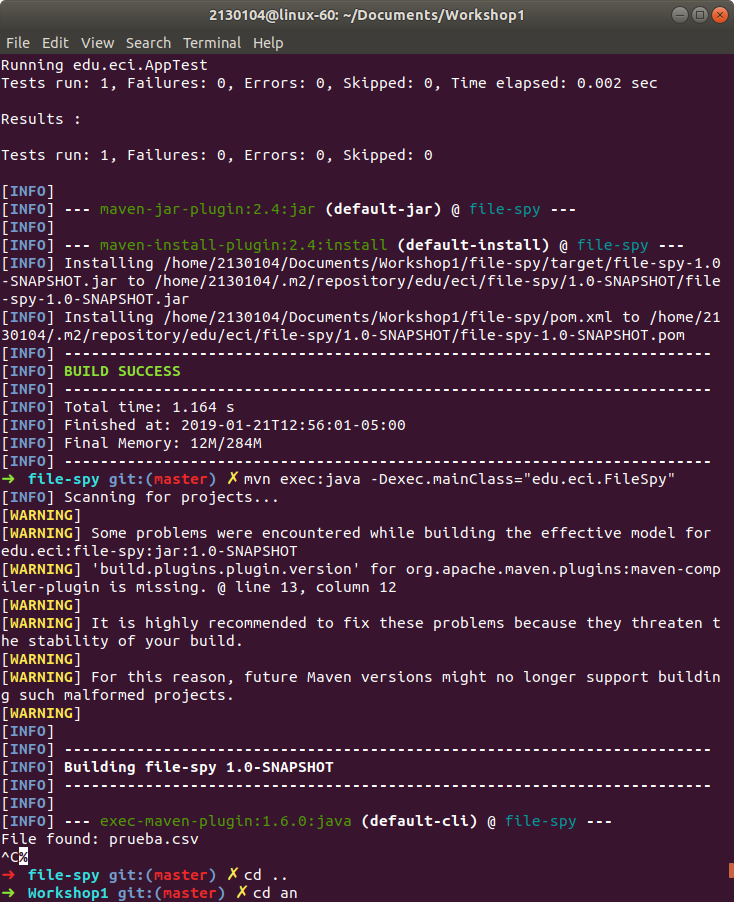 2130104@linux-60: ~/Documents/Workshop1
File Edit View Search Terminal Help
Running edu.eci.AppTest
Tests run: 1, Failures: 0, Errors: 0, Skipped: 0, Time elapsed: 0.002 sec
Results :
Tests run: 1, Failures: 0, Errors: 0, Skipped: 0
[INFO]
[INFO] --- maven-jar-plugin:2.4:jar (default-jar) @ file-spy ---
[INFO]
[INFO] --- maven-install-plugin:2.4:install (default-install) @ file-spy ---
[INFO] Installing /home/2130104/Documents/Workshop1/file-spy/target/file-spy-1.0
-SNAPSHOT.jar to /home/2130104/.m2/repository/edu/eci/file-spy/1.0-SNAPSHOT/file
-spy-1.0-SNAPSHOT.jar
[INFO] Installing /home/2130104/Documents/Workshop1/file-spy/pom.xml to /home/21
30104/.m2/repository/edu/eci/file-spy/1.0-SNAPSHOT/file-spy-1.0-SNAPSHOT.pom
[INFO] ------------------------------------------------------------------------
[INFO] BUILD SUCCESS
[INFO] ------------------------------------------------------------------------
[INFO] Total time: 1.164 s
[INFO] Finished at: 2019-01-21T12:56:01-05:00
[INFO] Final Memory: 12M/284M
[INFO] ------------------------------------------------------------------------
➜ file-spy git:(master) ✗ mvn exec:java -Dexec.mainClass="edu.eci.FileSpy"
[INFO] Scanning for projects...
[WARNING]
[WARNING] Some problems were encountered while building the effective model for
edu.eci:file-spy:jar:1.0-SNAPSHOT
[WARNING] 'build.plugins.plugin.version' for org.apache.maven.plugins:maven-comp
iler-plugin is missing. @ line 13, column 12
[WARNING]
[WARNING] It is highly recommended to fix these problems because they threaten t
he stability of your build.
[WARNING]
[WARNING] For this reason, future Maven versions might no longer support buildin
g such malformed projects.
[WARNING]
[INFO]
[INFO] ------------------------------------------------------------------------
[INFO] Building file-spy 1.0-SNAPSHOT
[INFO] ------------------------------------------------------------------------
[INFO]
[INFO] --- exec-maven-plugin:1.6.0:java (default-cli) @ file-spy ---
File found: prueba.csv
^C%
➜ file-spy git:(master) ✗ cd ..
➜ Workshop1 git:(master) ✗ cd an